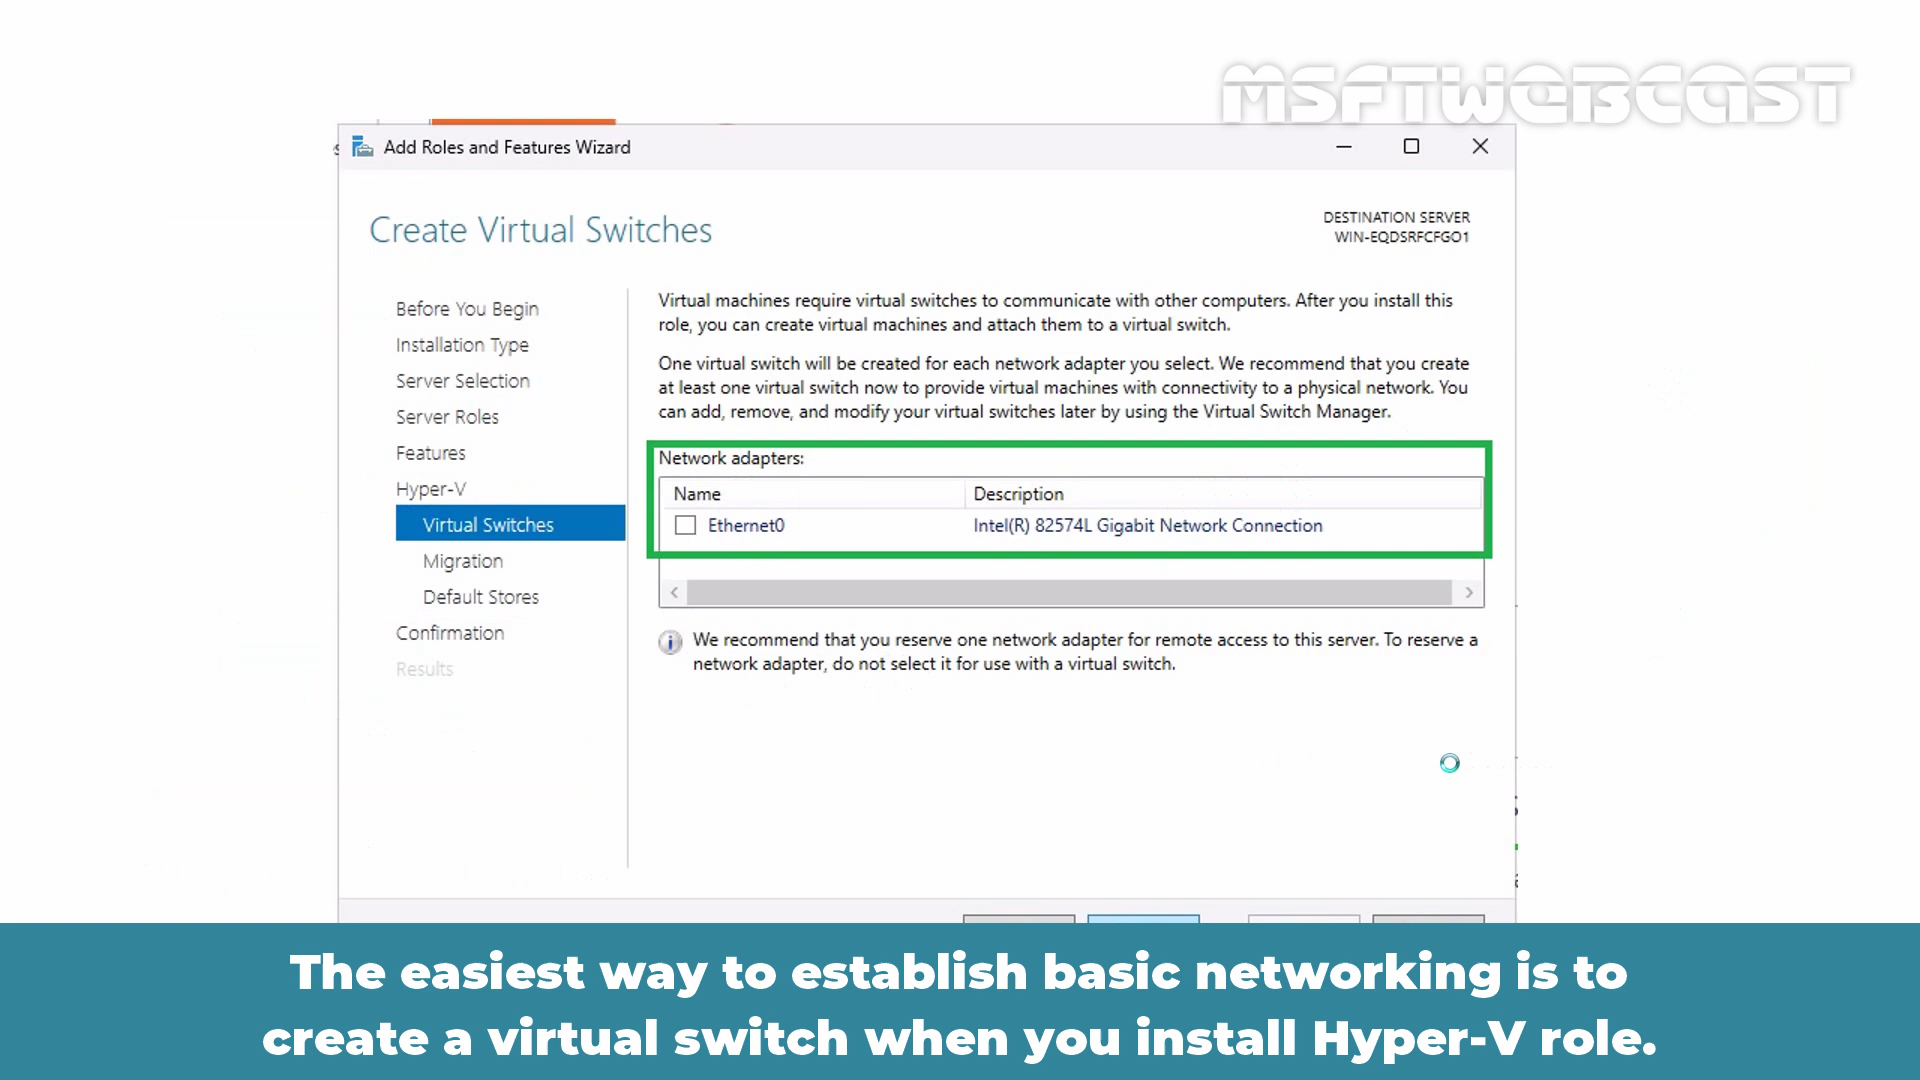 MSFTWEBCAST
Add Roles and Features Wizard
Create Virtual Switches
DESTINATION SERVER
WIN-EQDSRFCFGO1
Before You Begin
Installation Type
Server Selection
Server Roles
Features
Hyper-V
Virtual Switches
Migration
Default Stores
Confirmation
Results
Virtual machines require virtual switches to communicate with other computers. After you install this
role, you can create virtual machines and attach them to a virtual switch.
One virtual switch will be created for each network adapter you select. We recommend that you create
at least one virtual switch now to provide virtual machines with connectivity to a physical network. You
can add, remove, and modify your virtual switches later by using the Virtual Switch Manager.
Network adapters:
Name Description
Ethernet0 Intel(R) 82574L Gigabit Network Connection
We recommend that you reserve one network adapter for remote access to this server. To reserve a
network adapter, do not select it for use with a virtual switch.
The easiest way to establish basic networking is to
create a virtual switch when you install Hyper-V role.